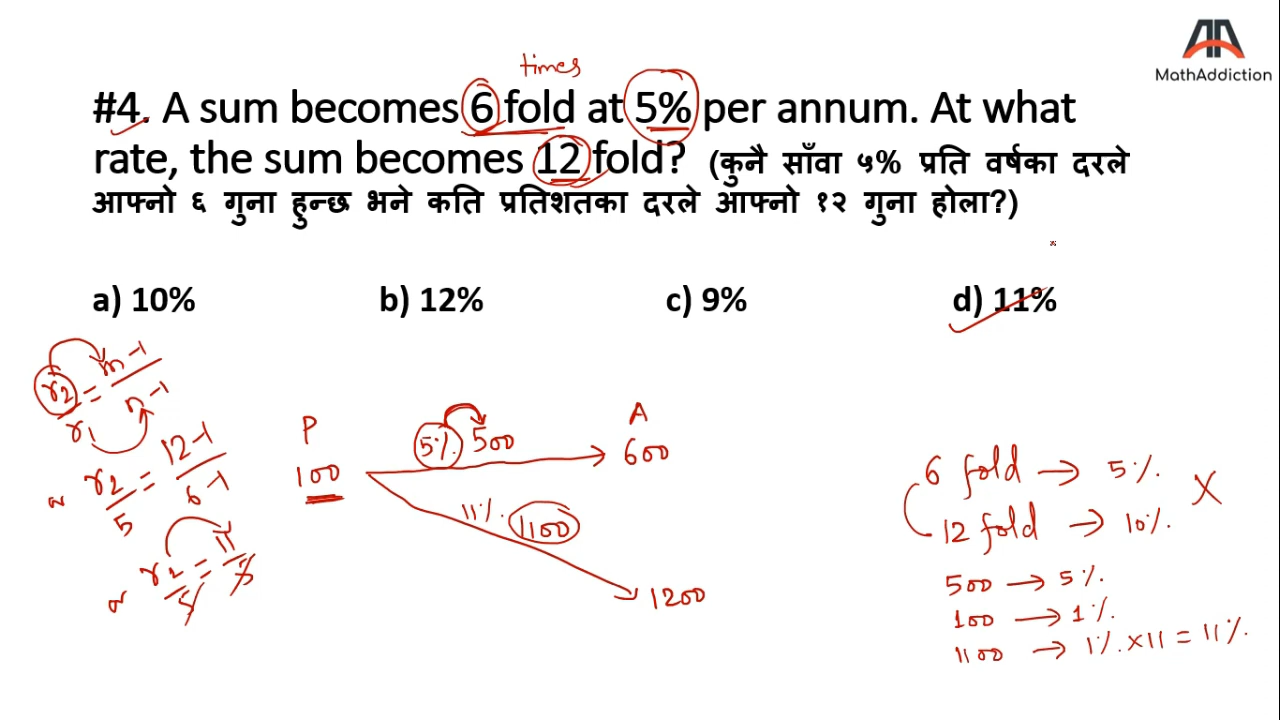 MathAddiction
times
#4. A sum becomes 6 fold at 5% per annum. At what
rate, the sum becomes 12 fold? (कुनै साँवा ५% प्रति वर्षका दरले
आफ्नो ६ गुना हुन्छ भने कति प्रतिशतका दरले आफ्नो १२ गुना होला?)
a) 10% b) 12% c) 9% d) 11%
r2/r1 = m-1/n-1
or r2/5 = 12-1/6-1
or r2/5 = 11/5
P A
100 5% 500 600
11% 1100
1200
6 fold → 5% X
12 fold → 10%
500 → 5%
100 → 1%
1100 → 1% × 11 = 11%